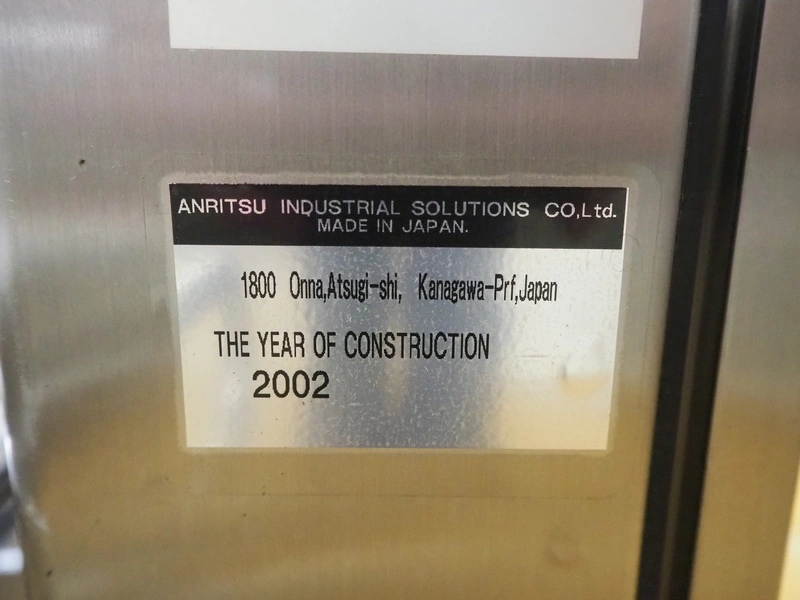 ANRITSU INDUSTRIAL SOLUTIONS CO,Ltd.
MADE IN JAPAN.
1800 Onna,Atsugi-shi, Kanagawa-Prf,Japan
THE YEAR OF CONSTRUCTION
2002